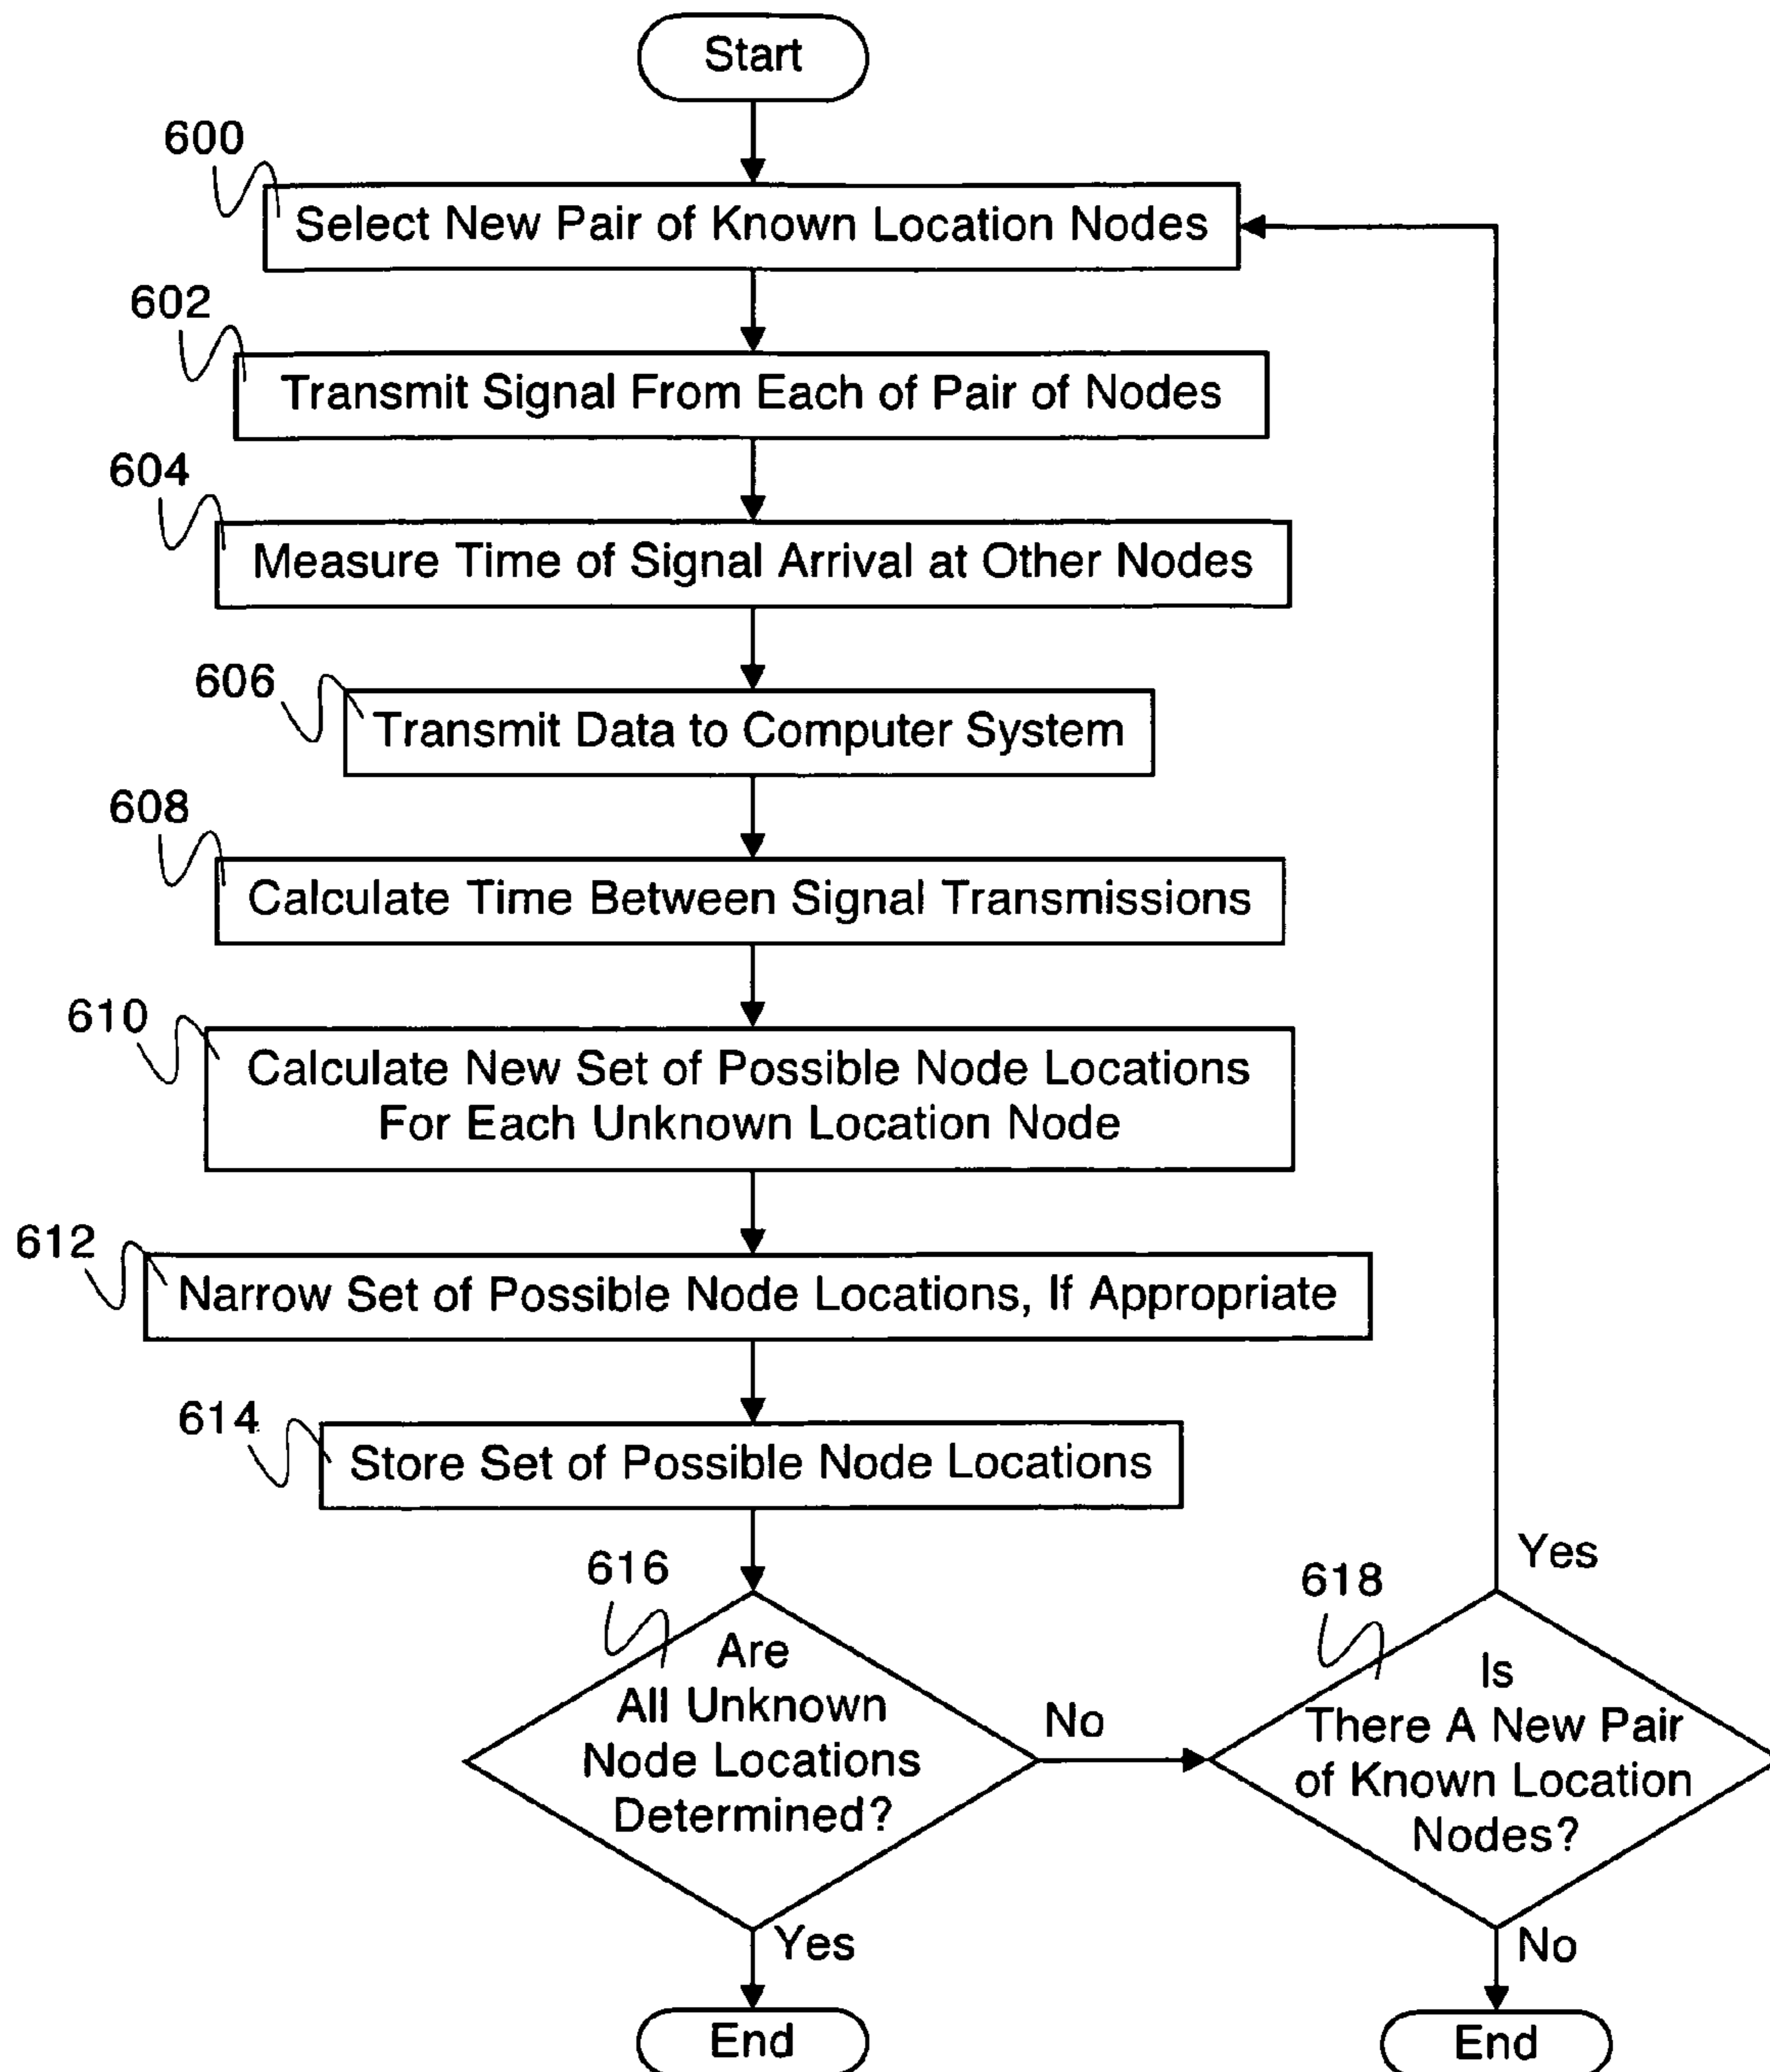 Start
600
Select New Pair of Known Location Nodes
602
Transmit Signal From Each of Pair of Nodes
604
Measure Time of Signal Arrival at Other Nodes
606
Transmit Data to Computer System
608
Calculate Time Between Signal Transmissions
610
Calculate New Set of Possible Node Locations
For Each Unknown Location Node
612
Narrow Set of Possible Node Locations, If Appropriate
614
Store Set of Possible Node Locations
616
Are
All Unknown
Node Locations
Determined?
No
Yes
End
618
Is
There A New Pair
of Known Location
Nodes?
Yes
No
End